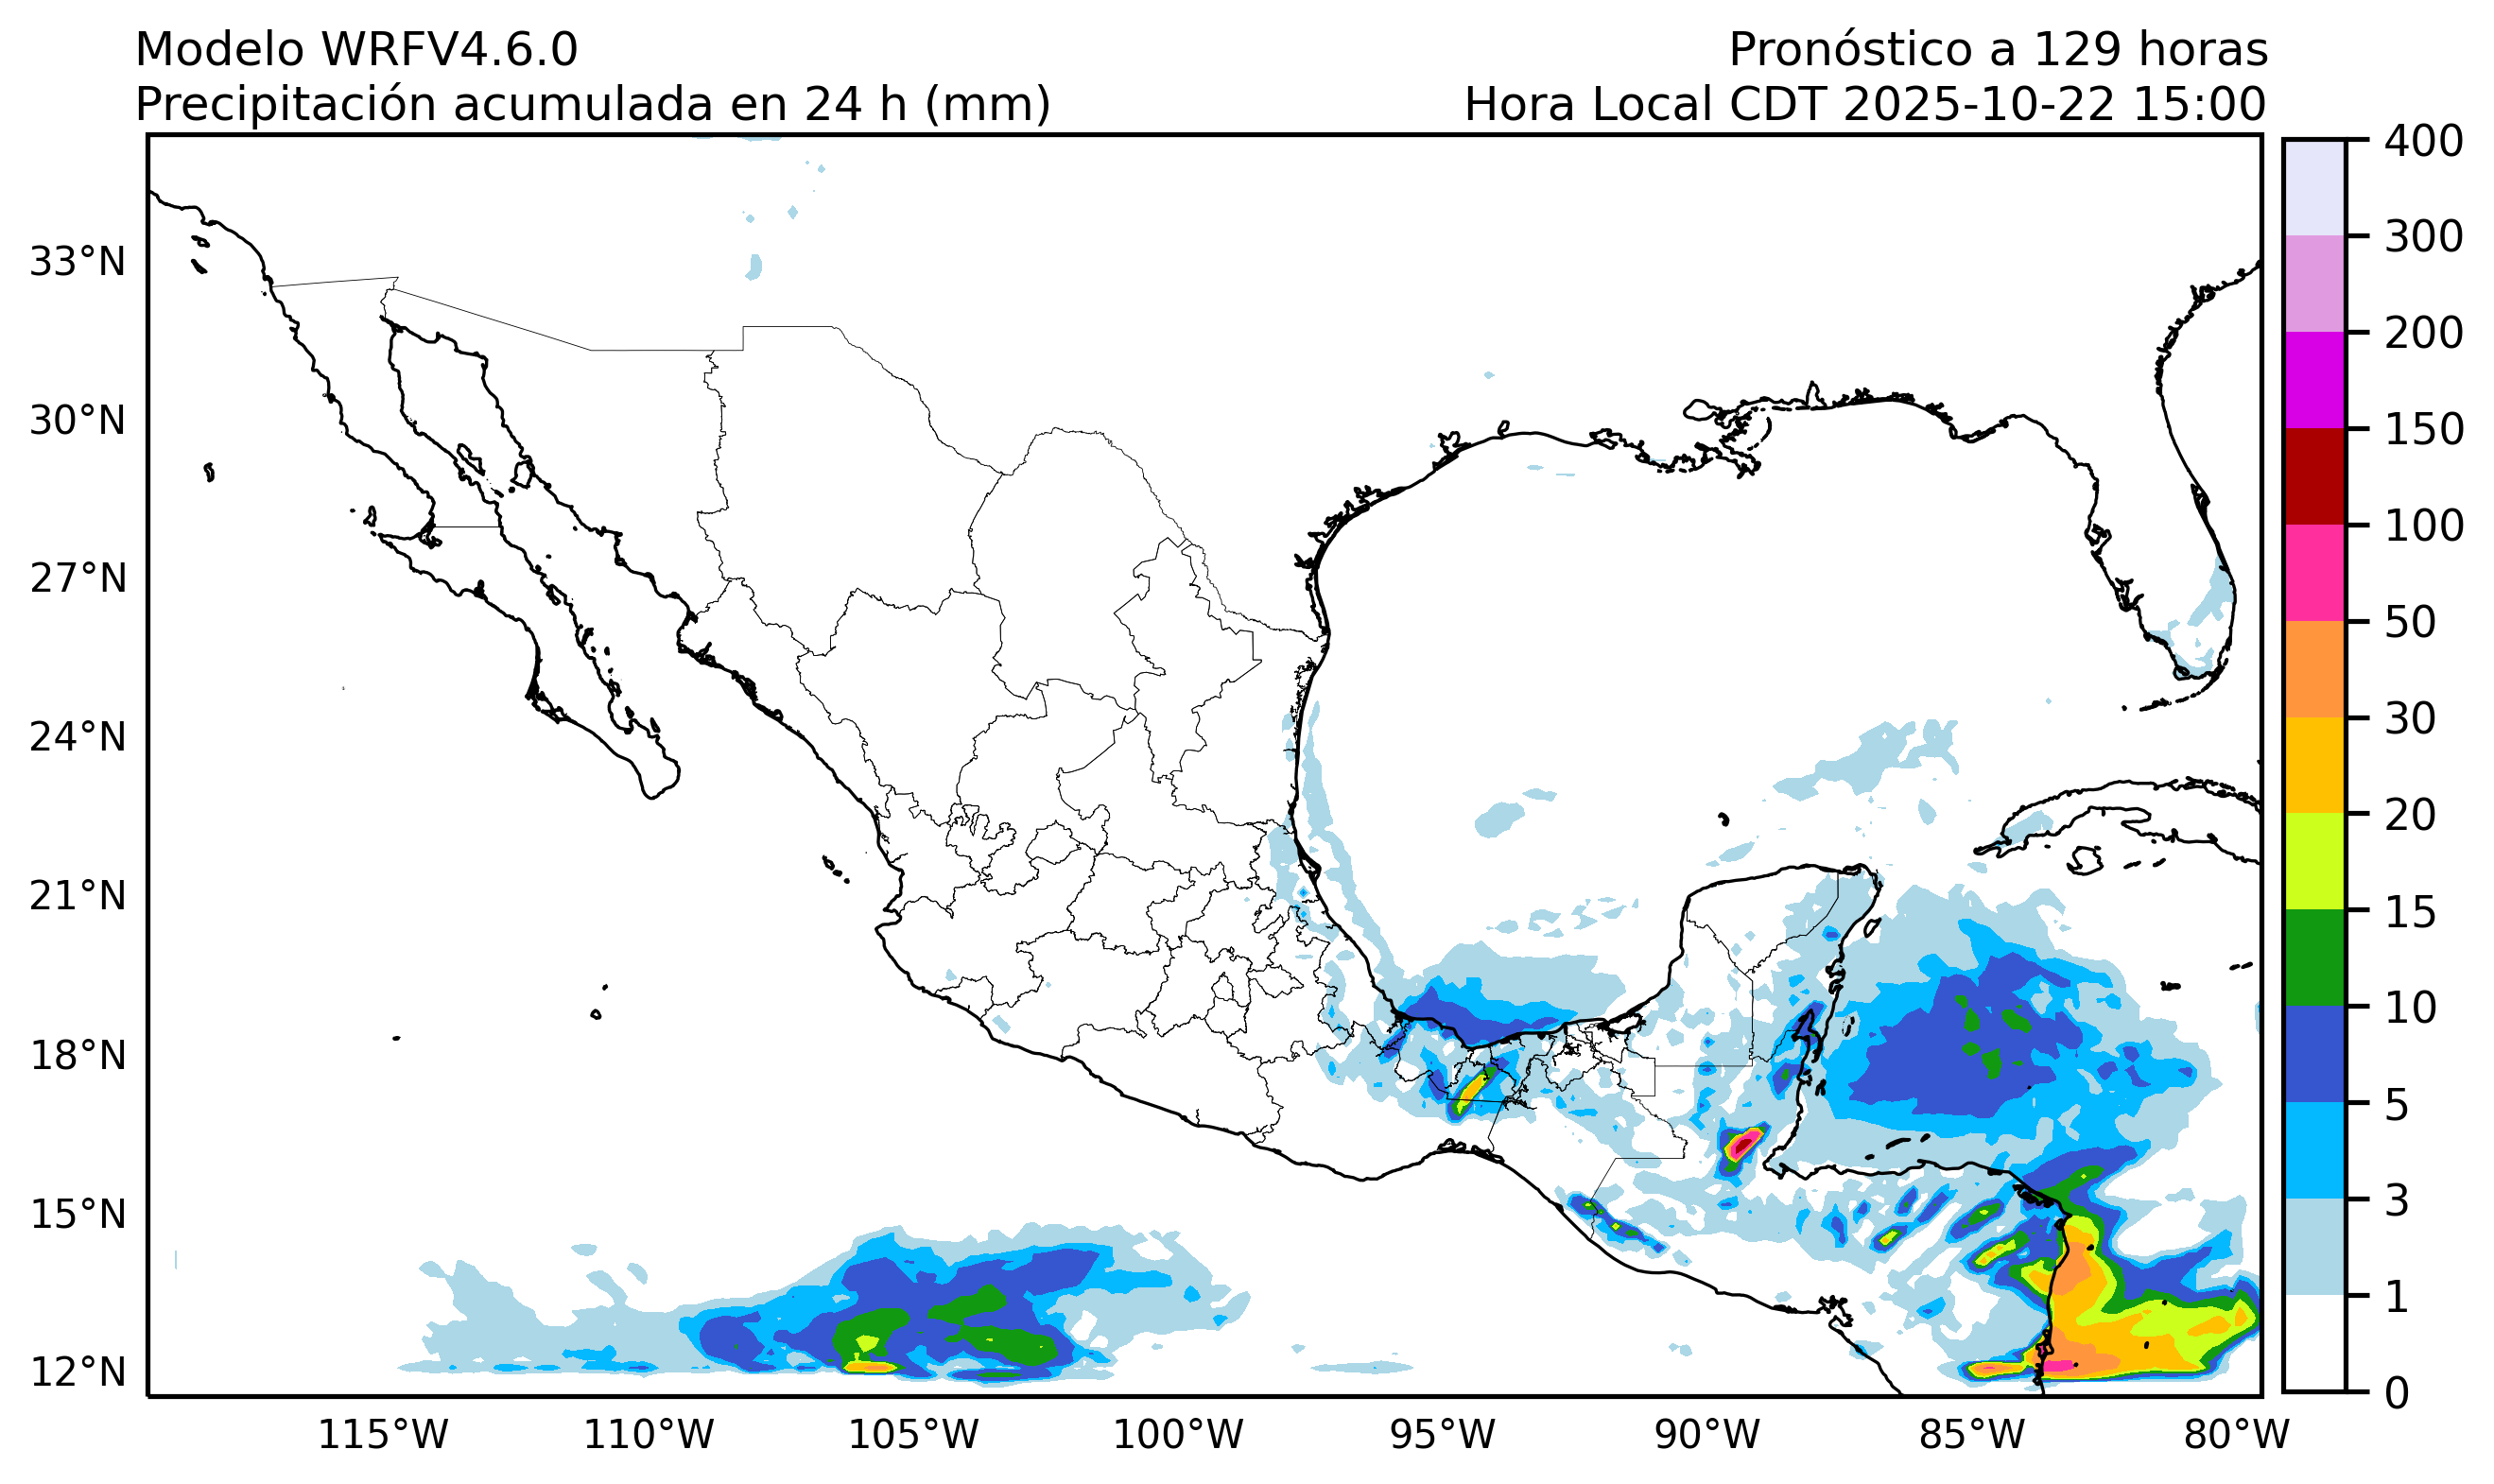 Modelo WRFV4.6.0
Pronóstico a 129 horas
Precipitación acumulada en 24 h (mm)
Hora Local CDT 2025-10-22 15:00
33°N
30°N
27°N
24°N
21°N
18°N
15°N
12°N
115°W
110°W
105°W
100°W
95°W
90°W
85°W
80°W
400
300
200
150
100
50
30
20
15
10
5
3
1
0